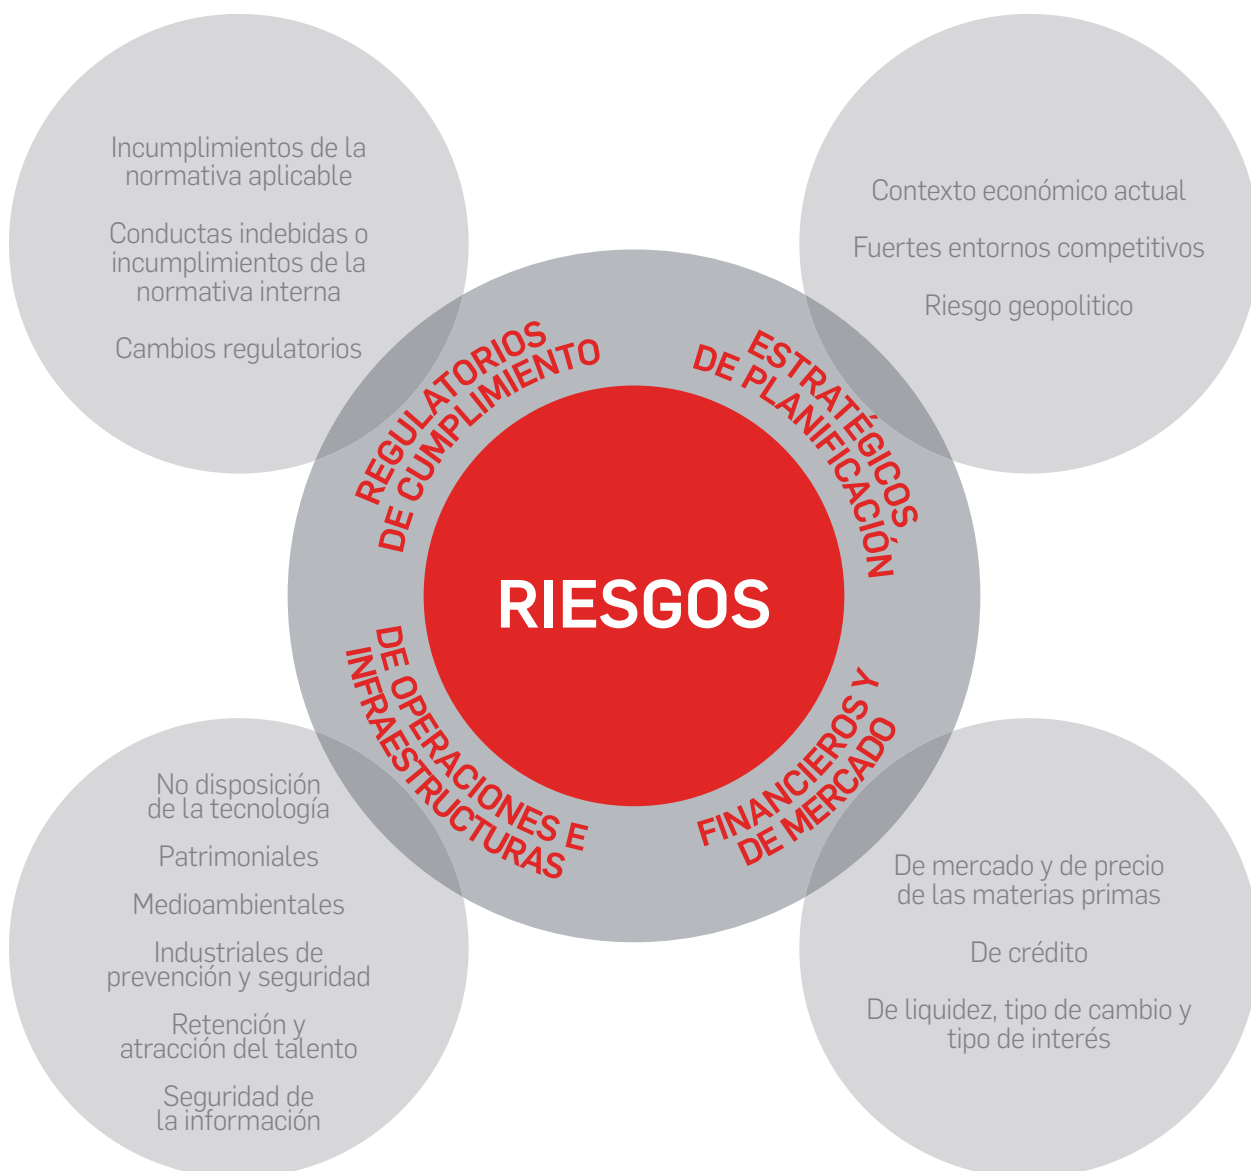 Incumplimientos de la
normativa aplicable
Conductas indebidas o
incumplimientos de la
normativa interna
Cambios regulatorios
Contexto económico actual
Fuertes entornos competitivos
Riesgo geopolitico
REGULATORIOS
DE CUMPLIMIENTO
ESTRATÉGICOS
DE PLANIFICACIÓN
RIESGOS
DE OPERACIONES E
INFRAESTRUCTURAS
FINANCIEROS Y
DE MERCADO
No disposición
de la tecnología
Patrimoniales
Medioambientales
Industriales de
prevención y seguridad
Retención y
atracción del talento
Seguridad de
la información
De mercado y de precio
de las materias primas
De crédito
De liquidez, tipo de cambio y
tipo de interés